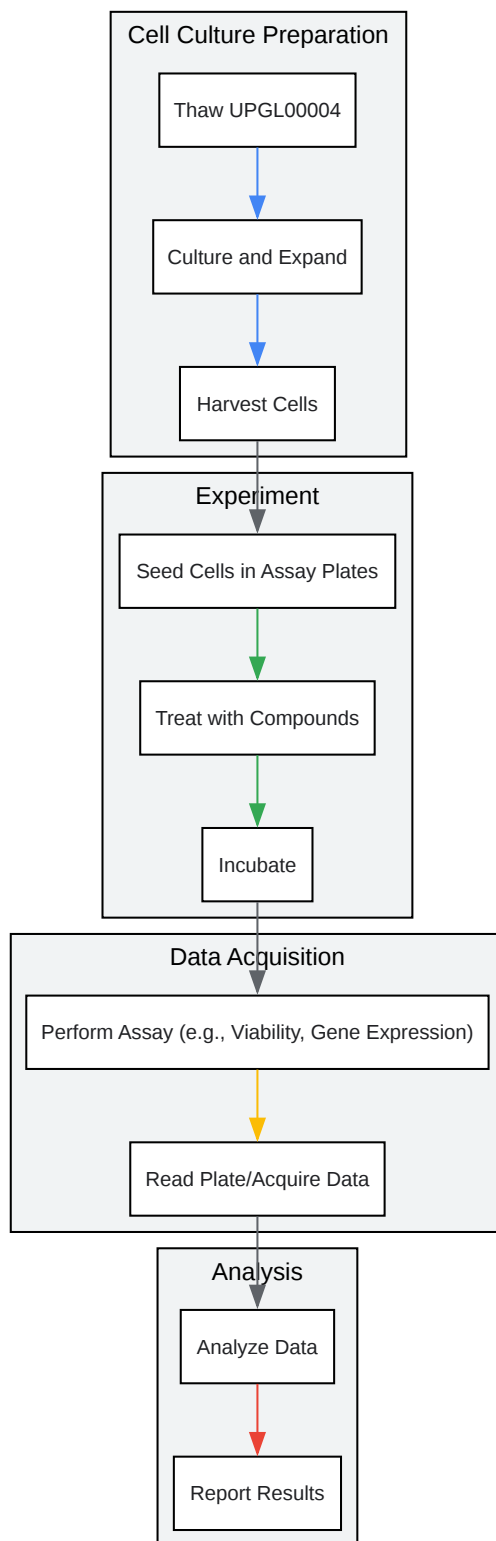 Cell Culture Preparation
Thaw UPGL00004
Culture and Expand
Harvest Cells
Experiment
Seed Cells in Assay Plates
Treat with Compounds
Incubate
Data Acquisition
Perform Assay (e.g., Viability, Gene Expression)
Read Plate/Acquire Data
Analysis
Analyze Data
Report Results